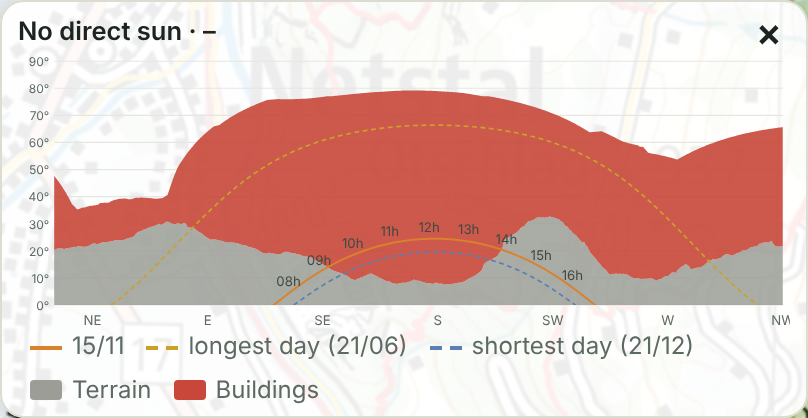 No direct sun · –
Netstal
90°
80°
70°
60°
50°
40°
30°
20°
10°
0°
08h
09h
10h
11h
12h
13h
14h
15h
16h
NE
E
SE
S
SW
W
NW
15/11
longest day (21/06)
shortest day (21/12)
Terrain
Buildings